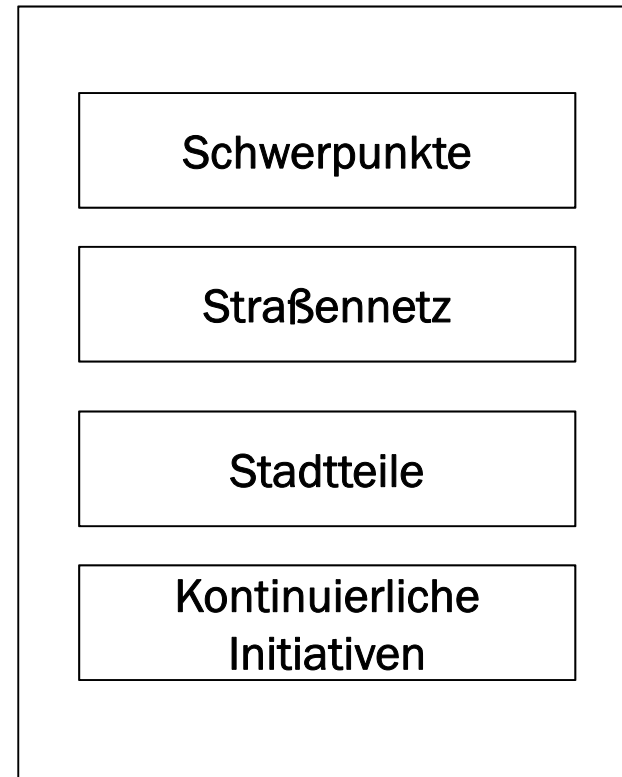 Schwerpunkte
Straßennetz
Stadtteile
Kontinuierliche
Initiativen